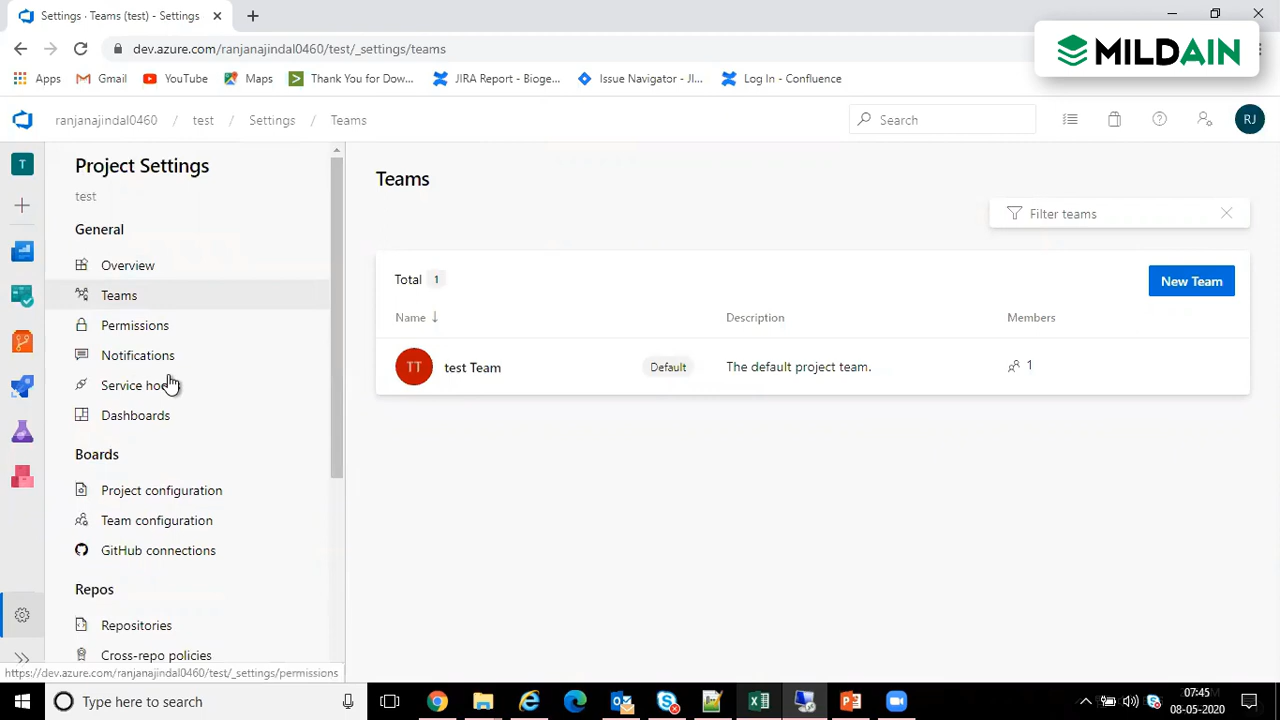 Settings · Teams (test) - Settings
dev.azure.com/ranjanajindal0460/test/_settings/teams
MILDAIN
Apps Gmail YouTube Maps Thank You for Dow... JIRA Report - Bioge... Issue Navigator - JI... Log In - Confluence
ranjanajindal0460 / test / Settings / Teams
Search
RJ
T
Project Settings
test
General
Overview
Teams
Permissions
Notifications
Dashboards
Boards
Project configuration
Team configuration
GitHub connections
Repos
Repositories
Cross-repo policies
Teams
Filter teams
Total 1
New Team
Name Description Members
TT test Team Default The default project team. 1
https://dev.azure.com/ranjanajindal0460/test/_settings/permissions
Type here to search
07:45
08-05-2020